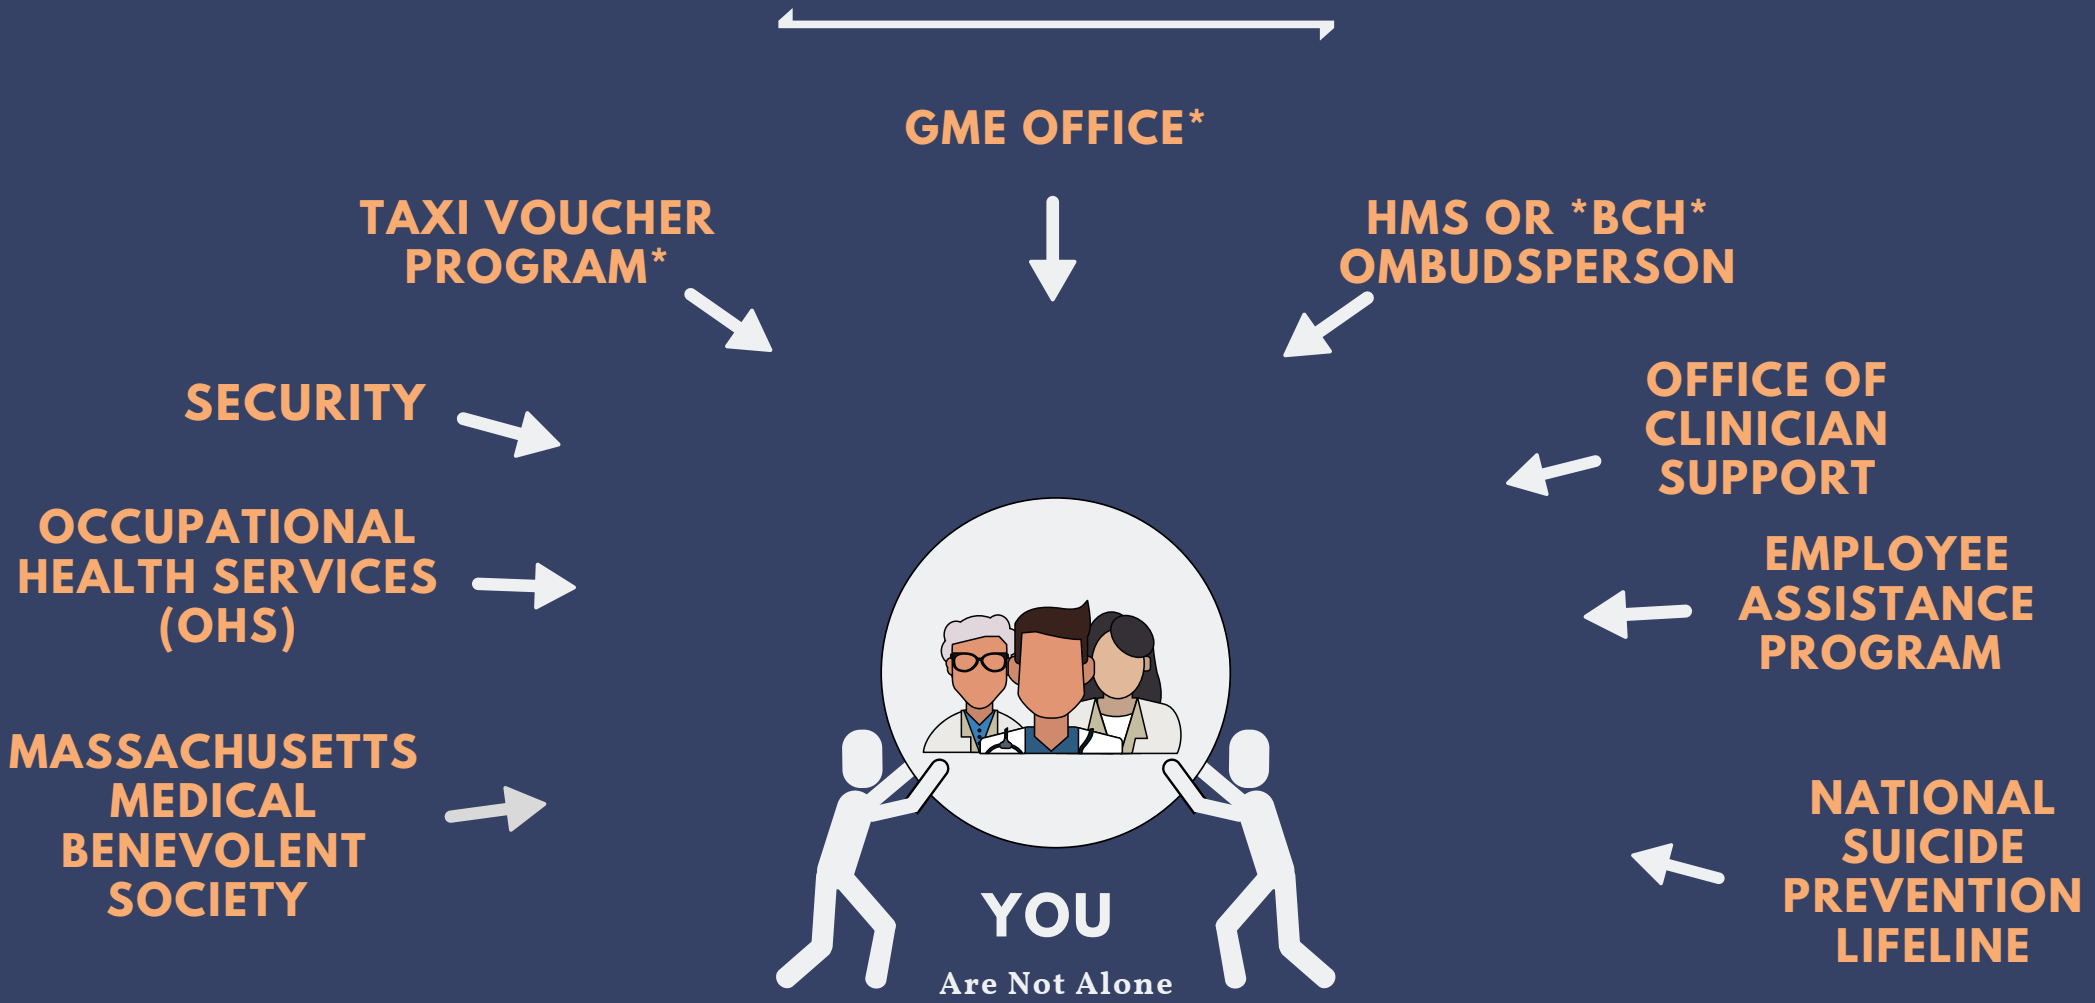 GME OFFICE*
TAXI VOUCHER
PROGRAM*
HMS OR *BCH*
OMBUDSPERSON
SECURITY
OFFICE OF
CLINICIAN
SUPPORT
OCCUPATIONAL
HEALTH SERVICES
(OHS)
EMPLOYEE
ASSISTANCE
PROGRAM
MASSACHUSETTS
MEDICAL
BENEVOLENT
SOCIETY
NATIONAL
SUICIDE
PREVENTION
LIFELINE
YOU
Are Not Alone